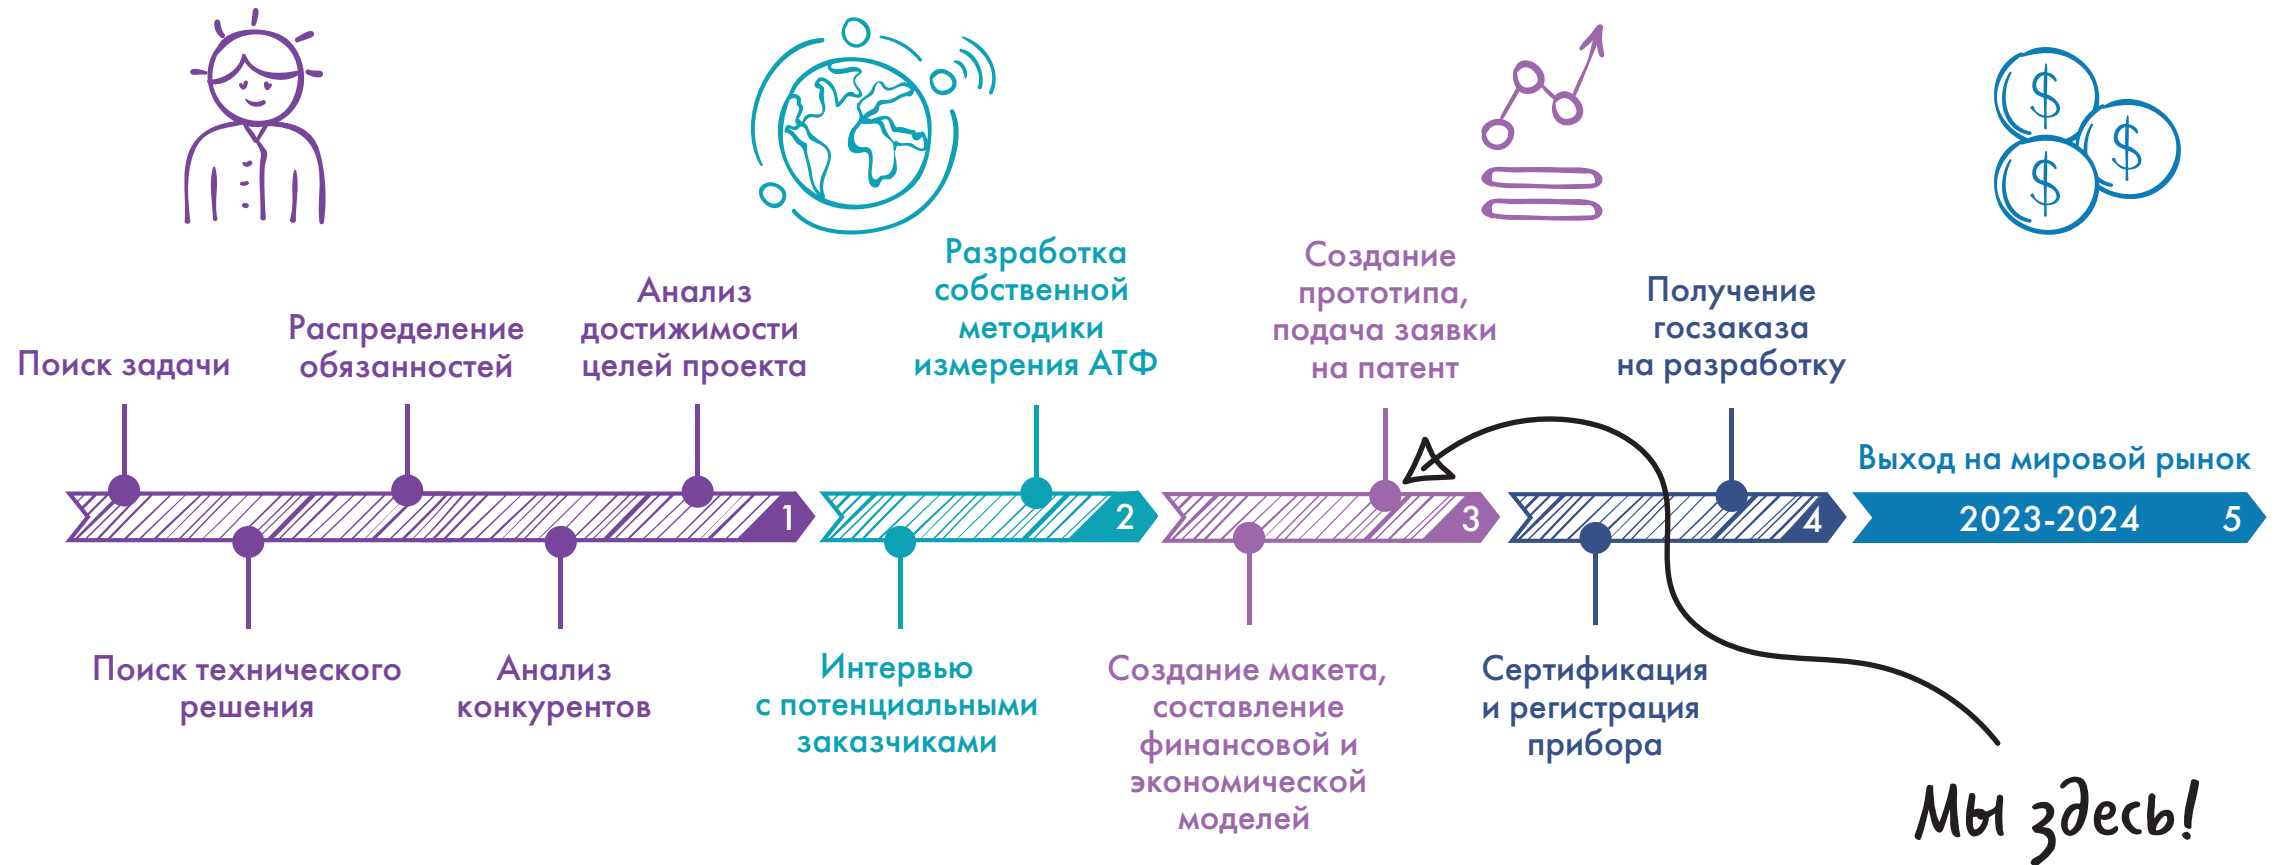 Поиск задачи
Распределение
обязанностей
Анализ
достижимости
целей проекта
Разработка
собственной
методики
измерения АТФ
Создание
прототипа,
подача заявки
на патент
Получение
госзаказа
на разработку
Выход на мировой рынок
1
2
3
4
2023-2024
5
Поиск технического
решения
Анализ
конкурентов
Интервью
с потенциальными
заказчиками
Создание макета,
составление
финансовой и
экономической
моделей
Сертификация
и регистрация
прибора
Мы здесь!
$
$
$